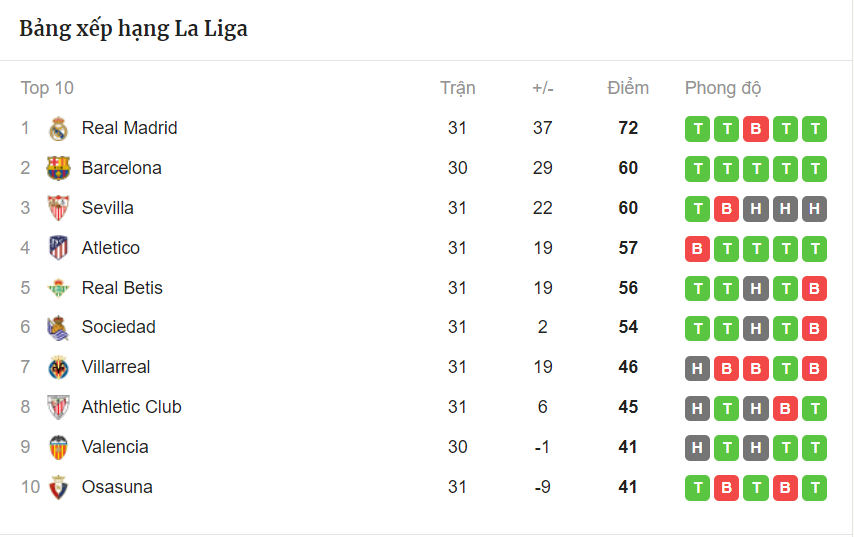 Bảng xếp hạng La Liga
Top 10 Trận +/- Điểm Phong độ
1 Real Madrid 31 37 72 T T B T T
2 Barcelona 30 29 60 T T T T T
3 Sevilla 31 22 60 T B H H H
4 Atletico 31 19 57 B T T T T
5 Real Betis 31 19 56 T T H T B
6 Sociedad 31 2 54 T T H T B
7 Villarreal 31 19 46 H B B T B
8 Athletic Club 31 6 45 H T H B T
9 Valencia 30 -1 41 H T H T T
10 Osasuna 31 -9 41 T B T B T